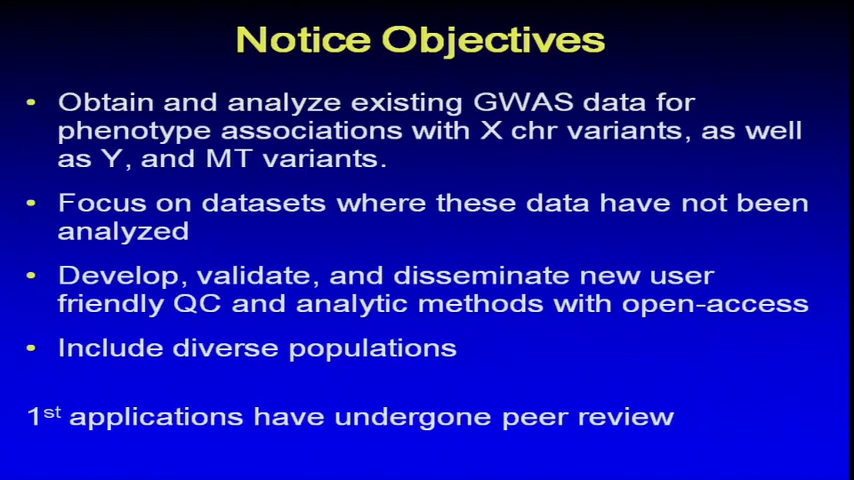 Notice Objectives
• Obtain and analyze existing GWAS data for
phenotype associations with X chr variants, as well
as Y, and MT variants.
• Focus on datasets where these data have not been
analyzed
• Develop, validate, and disseminate new user
friendly QC and analytic methods with open-access
• Include diverse populations
1st applications have undergone peer review